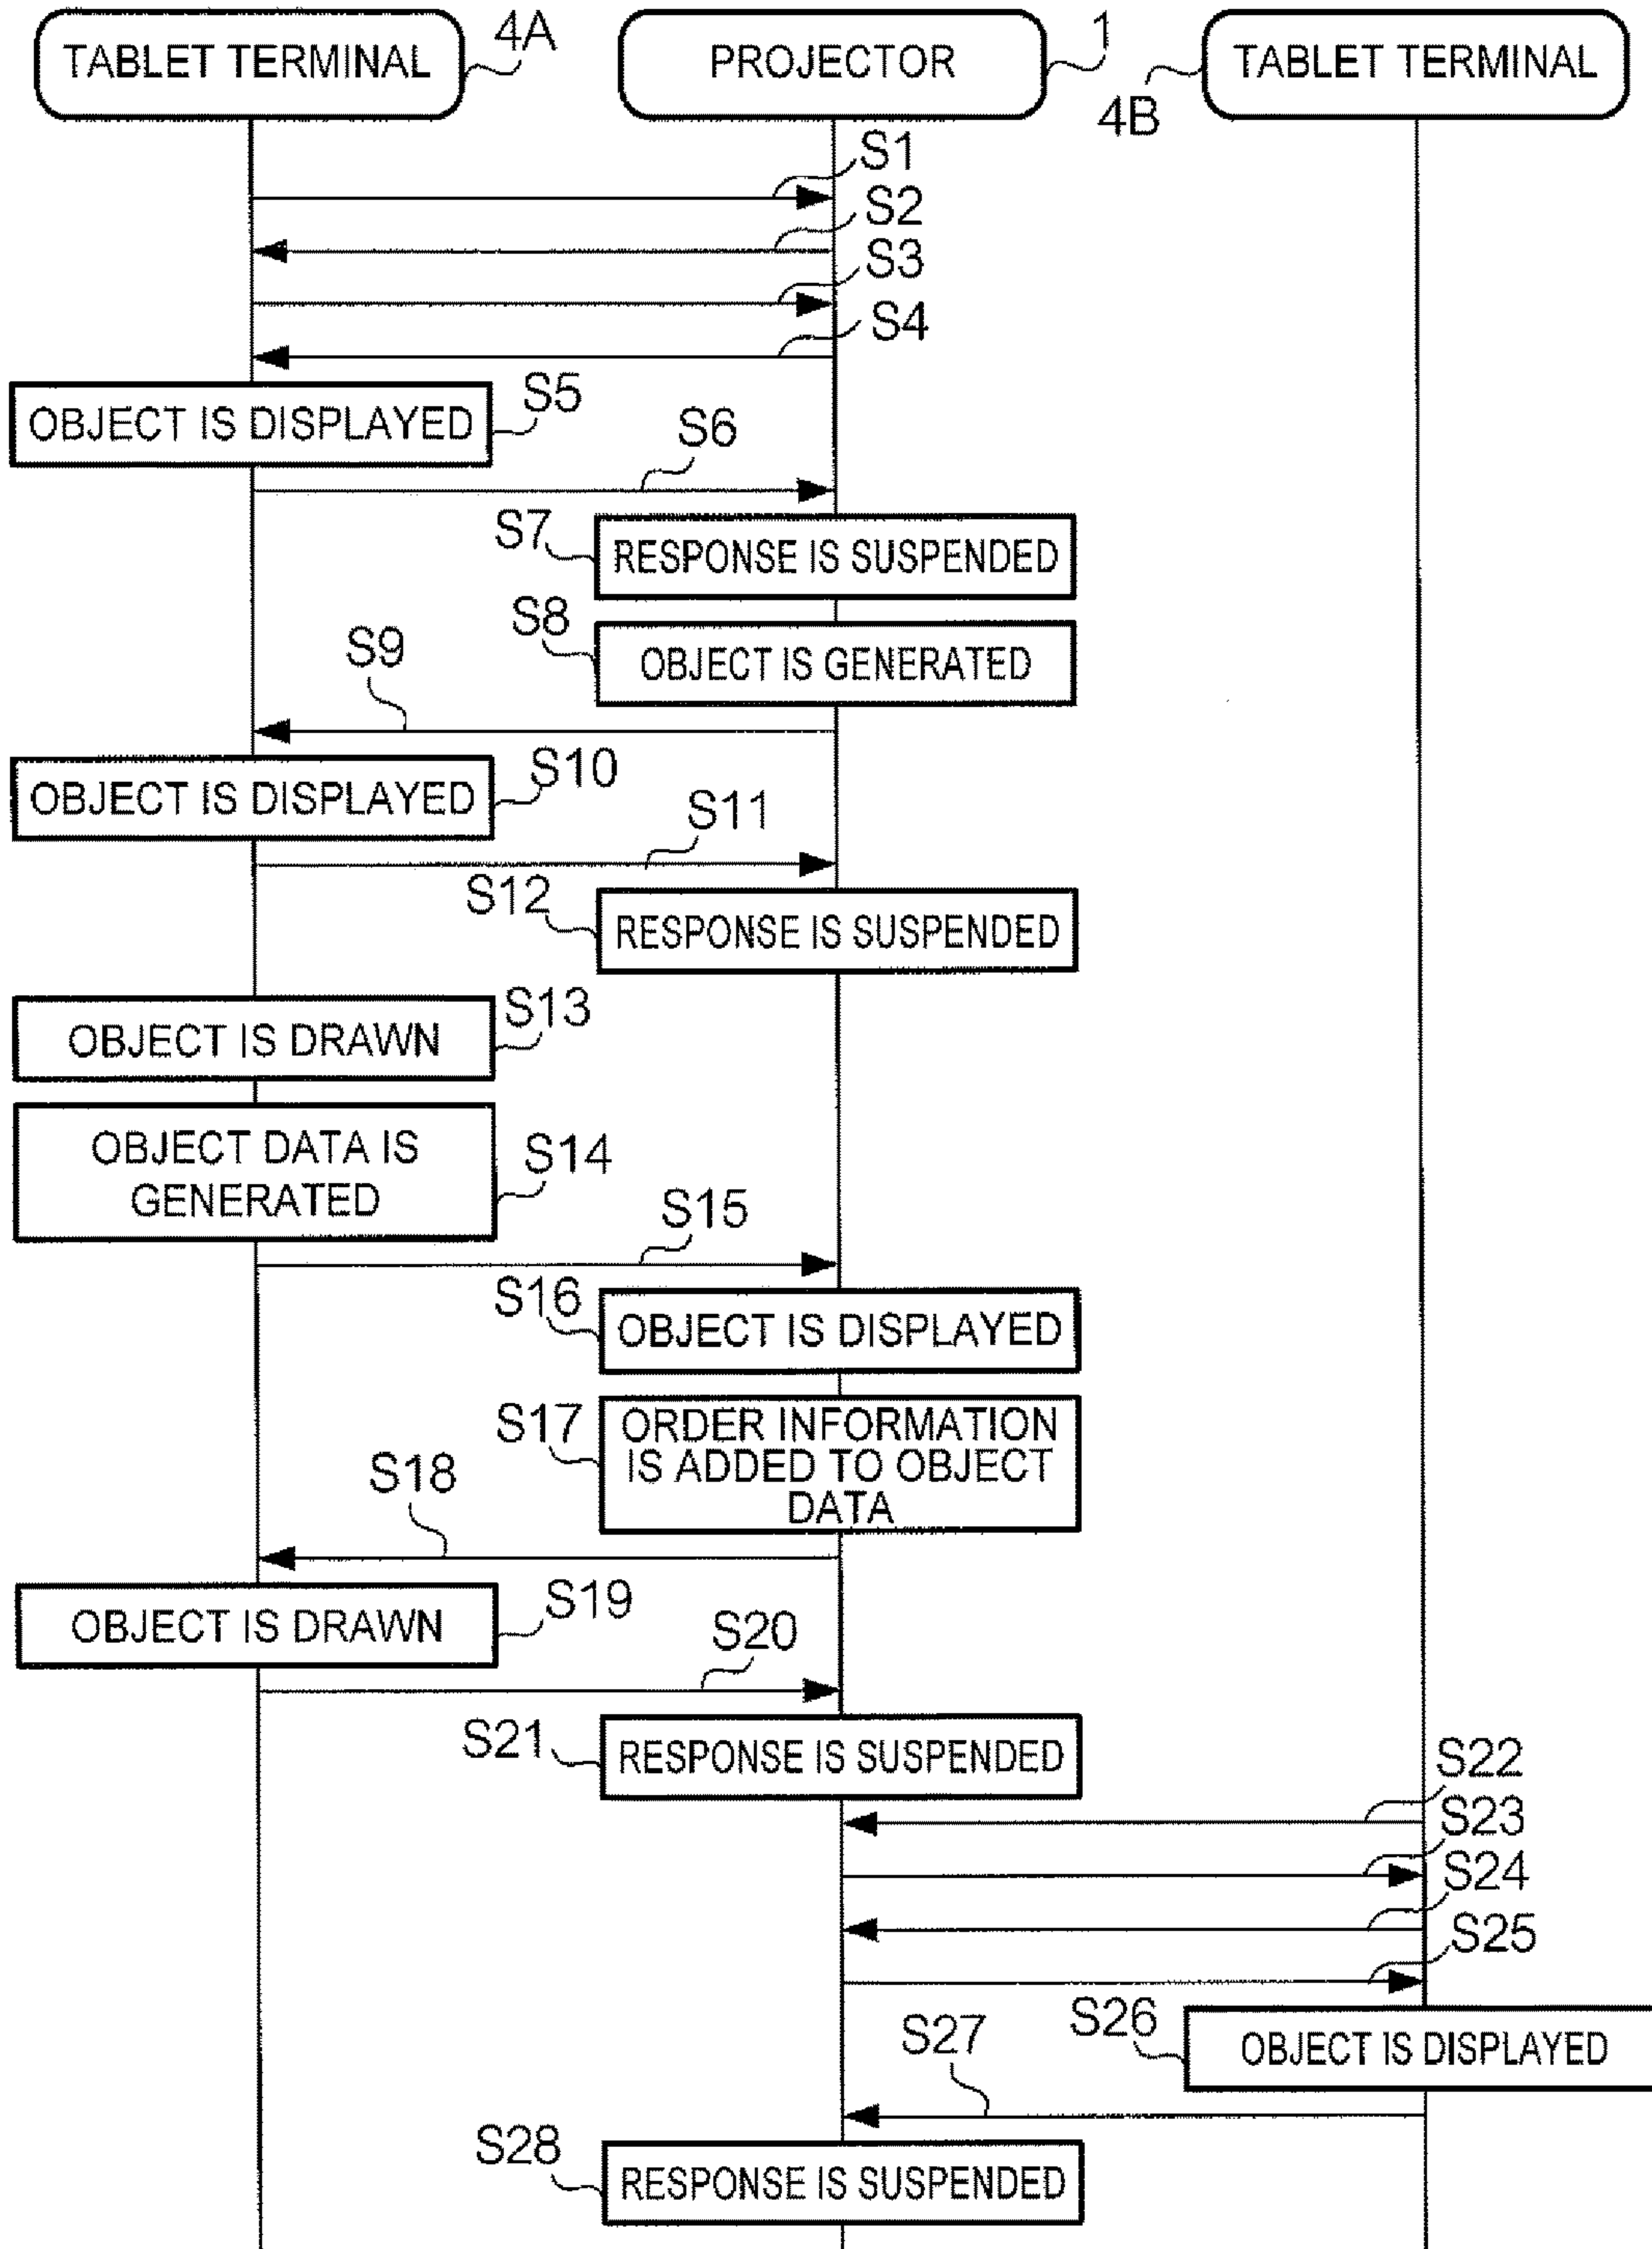 TABLET TERMINAL
4A
PROJECTOR
1
TABLET TERMINAL
4B
S1
S2
S3
S4
OBJECT IS DISPLAYED
S5
S6
S7
RESPONSE IS SUSPENDED
S8
OBJECT IS GENERATED
S9
OBJECT IS DISPLAYED
S10
S11
S12
RESPONSE IS SUSPENDED
OBJECT IS DRAWN
S13
OBJECT DATA IS
GENERATED
S14
S15
S16
OBJECT IS DISPLAYED
S17
ORDER INFORMATION
IS ADDED TO OBJECT
DATA
S18
OBJECT IS DRAWN
S19
S20
S21
RESPONSE IS SUSPENDED
S22
S23
S24
S25
S26
OBJECT IS DISPLAYED
S27
S28
RESPONSE IS SUSPENDED